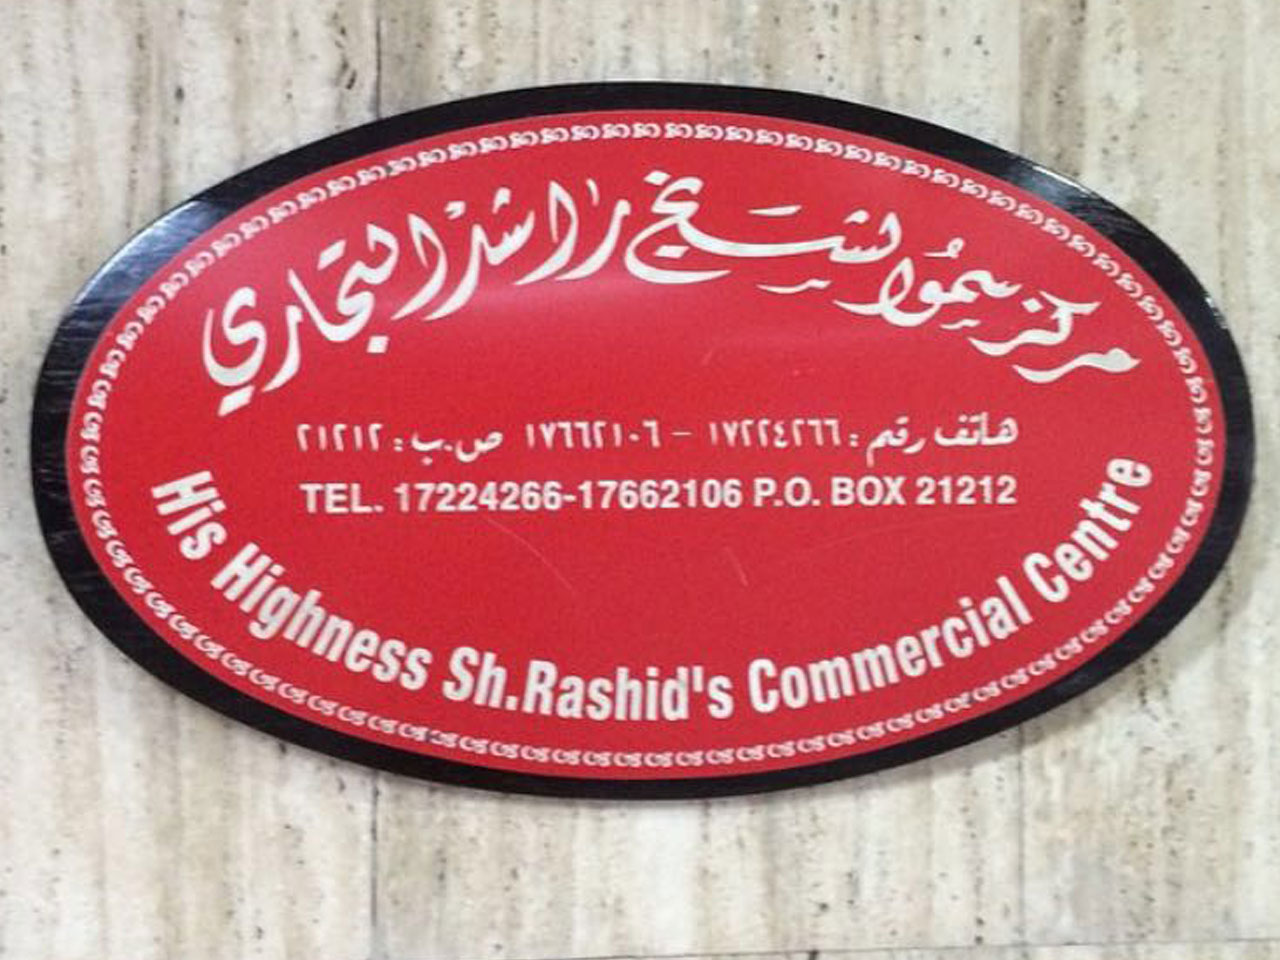 مركز سمو الشيخ راشد التجاري
هاتف رقم : ١٧٢٢٤٢٦٦ - ١٧٦٦٢١٠٦ ص.ب : ٢١٢١٢
TEL. 17224266-17662106 P.O. BOX 21212
His Highness Sh.Rashid's Commercial Centre